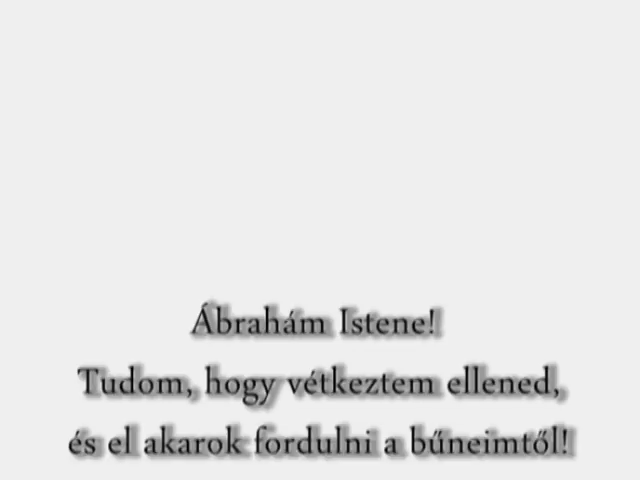 Ábrahám Istene!
Tudom, hogy vétkeztem ellened,
és el akarok fordulni a bűneimtől!